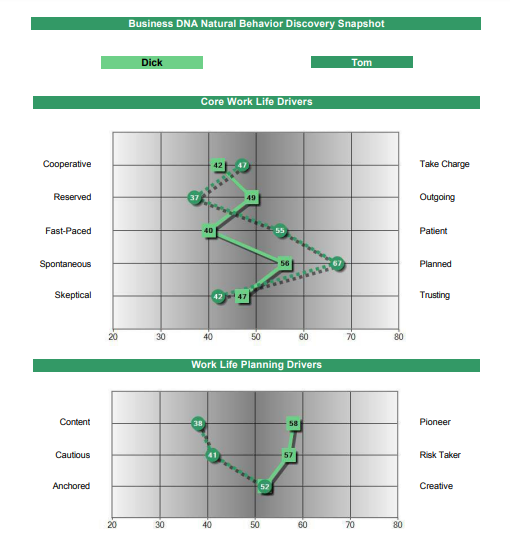 Business DNA Natural Behavior Discovery Snapshot
Dick Tom
Core Work Life Drivers
Cooperative 42 47 Take Charge
Reserved 37 49 Outgoing
Fast-Paced 40 55 Patient
Spontaneous 56 67 Planned
Skeptical 42 47 Trusting
20 30 40 50 60 70 80
Work Life Planning Drivers
Content 38 58 Pioneer
Cautious 41 57 Risk Taker
Anchored 52 Creative
20 30 40 50 60 70 80